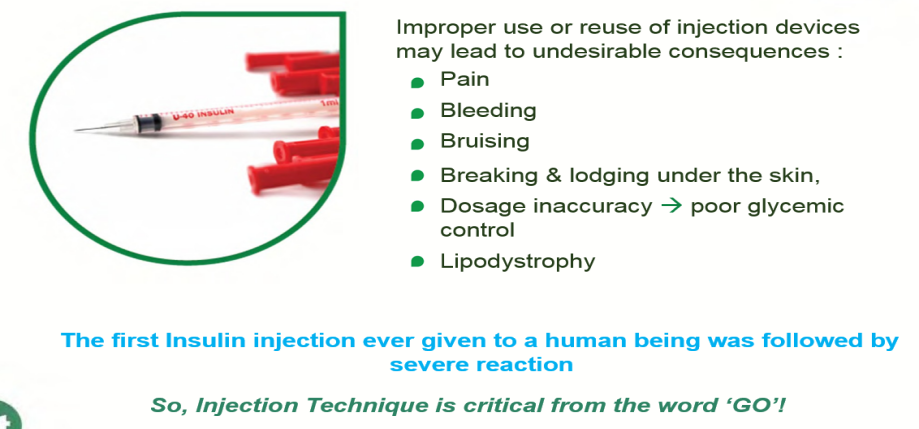 Improper use or reuse of injection devices
may lead to undesirable consequences :
Pain
Bleeding
Bruising
Breaking & lodging under the skin,
Dosage inaccuracy → poor glycemic
control
Lipodystrophy
U-40 INSULIN
1mL
The first Insulin injection ever given to a human being was followed by
severe reaction
So, Injection Technique is critical from the word ‘GO’!